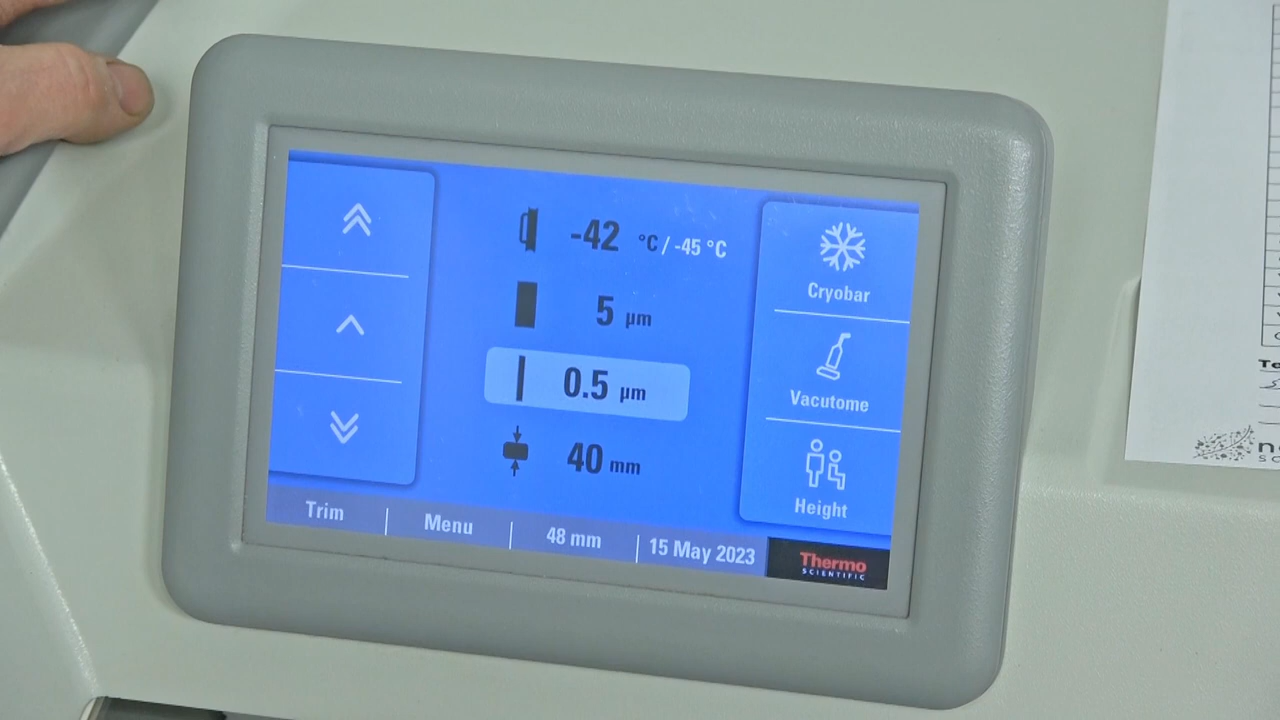 -42 °C / -45 °C
5 µm
0.5 µm
40 mm
Cryobar
Vacutome
Height
Trim
Menu
48 mm
15 May 2023
Thermo
SCIENTIFIC